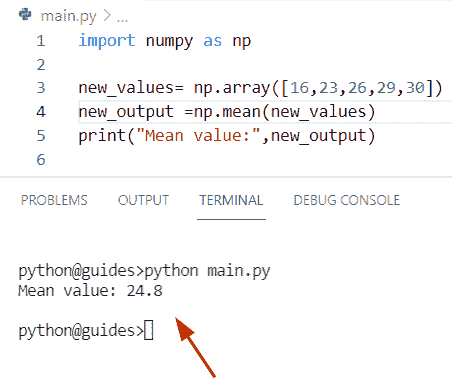 main.py ...
1 import numpy as np
2
3 new_values= np.array([16,23,26,29,30])
4 new_output =np.mean(new_values)
5 print("Mean value:",new_output)
6
PROBLEMS OUTPUT TERMINAL DEBUG CONSOLE
python@guides>python main.py
Mean value: 24.8
python@guides>